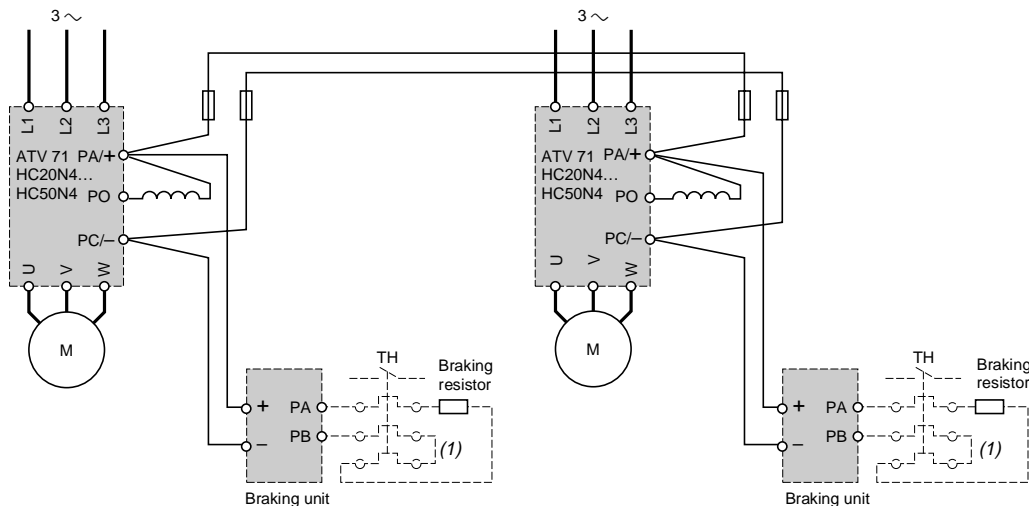 3 ~
L1 L2 L3
ATV 71 PA/+
HC20N4…
HC50N4 PO
PC/–
U V W
M
+ PA
– PB
Braking unit
TH
Braking
resistor
(1)
3 ~
L1 L2 L3
ATV 71 PA/+
HC20N4…
HC50N4 PO
PC/–
U V W
M
+ PA
– PB
Braking unit
TH
Braking
resistor
(1)